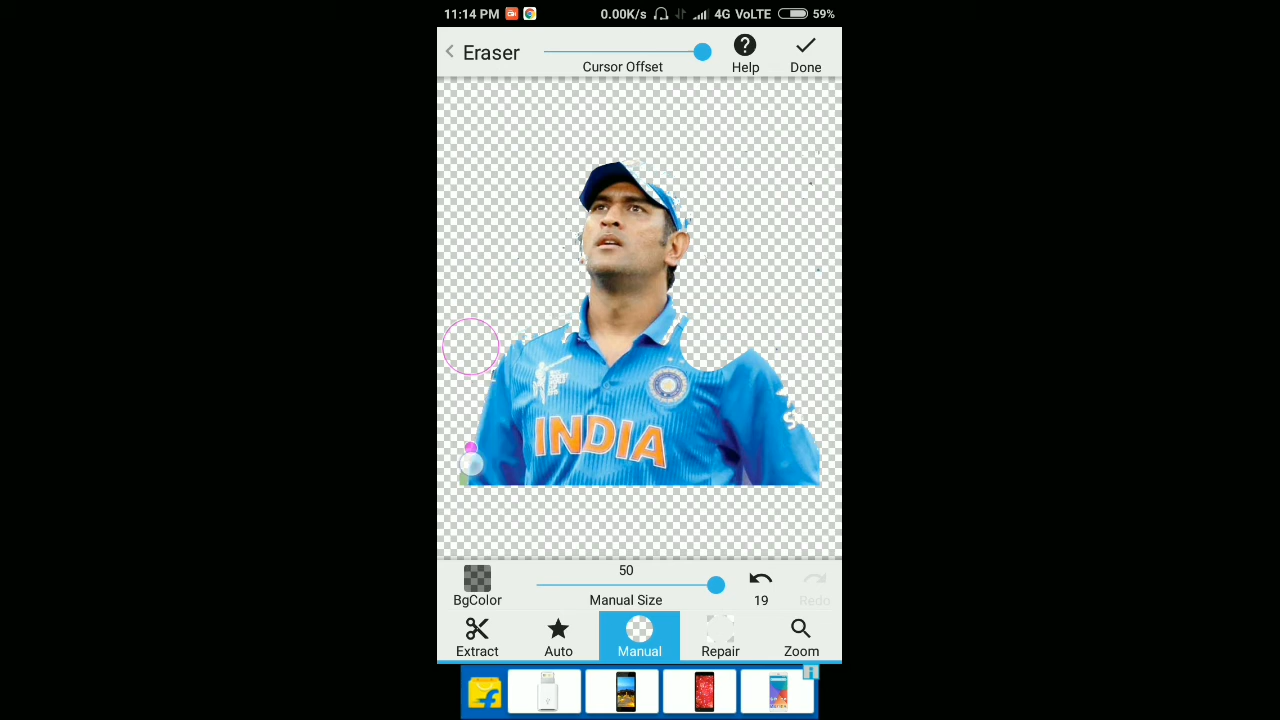 11:14 PM 0.00K/s 4G VoLTE 59%
Eraser
Cursor Offset
Help
Done
INDIA
S
50
BgColor
Manual Size
19
Redo
Extract
Auto
Manual
Repair
Zoom